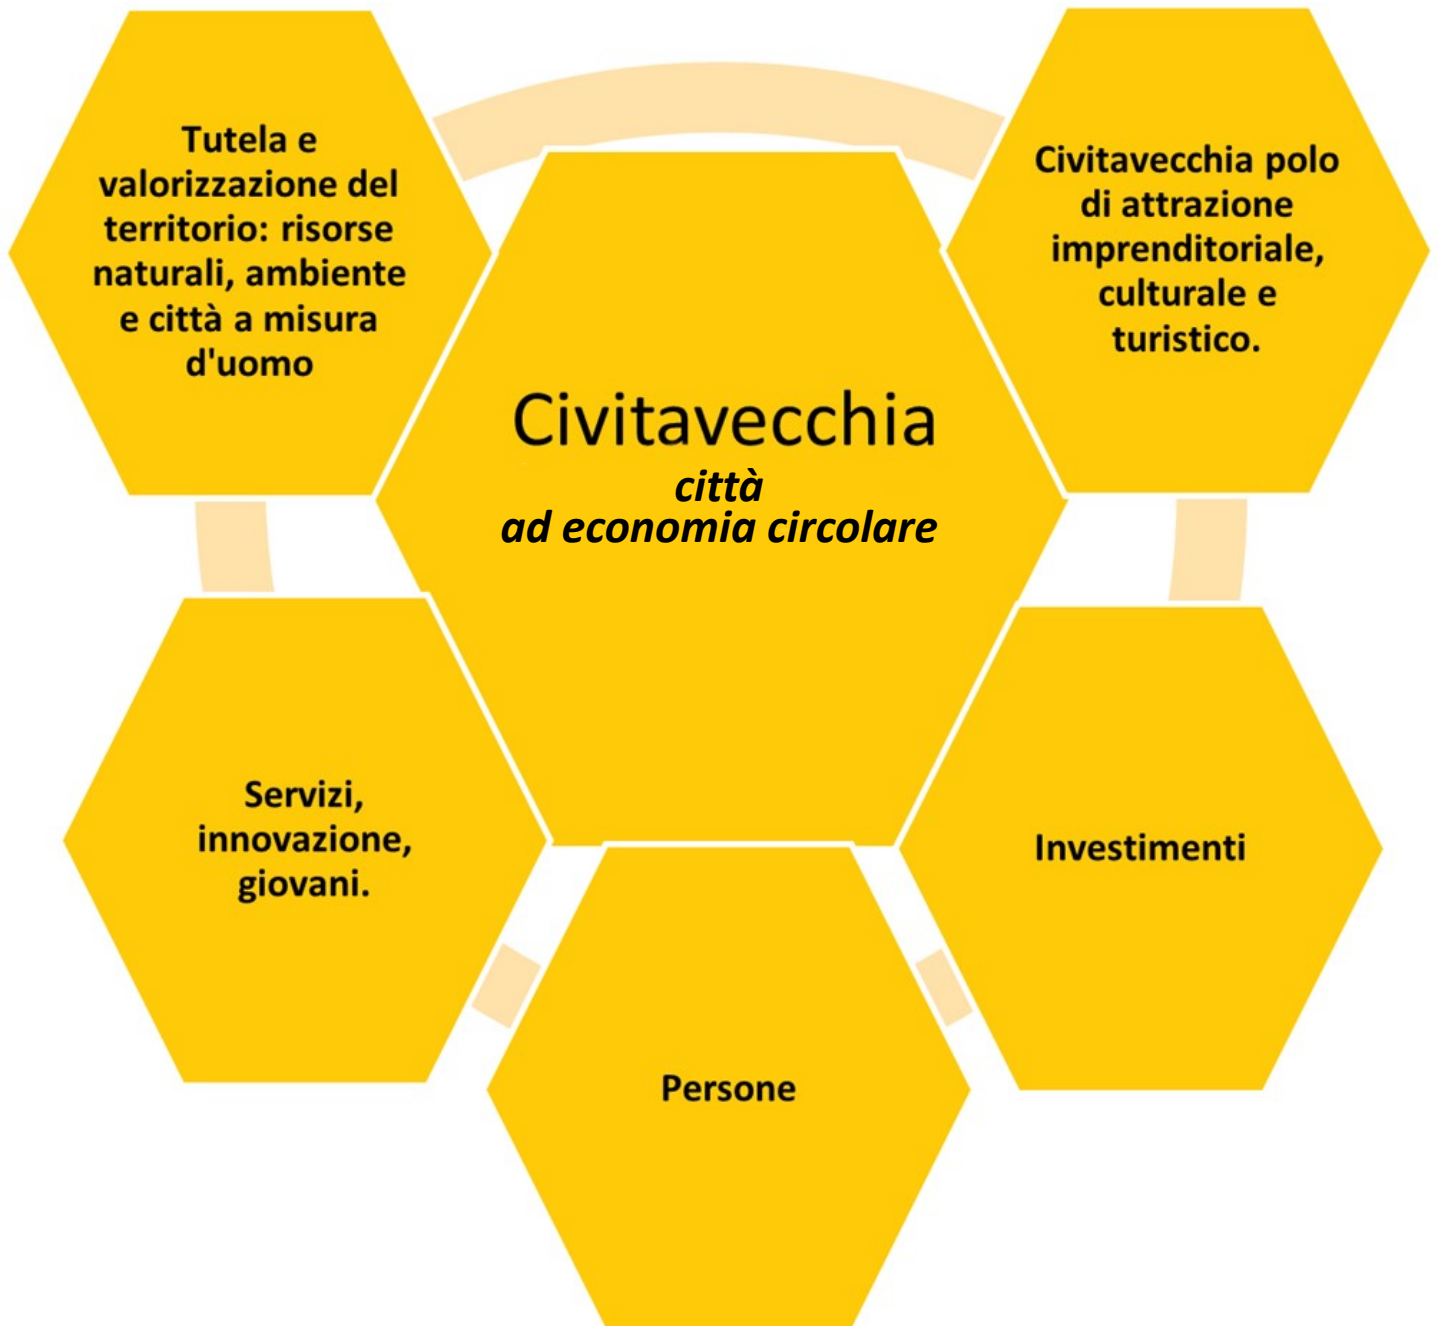 Tutela e
valorizzazione del
territorio: risorse
naturali, ambiente
e città a misura
d'uomo
Civitavecchia polo
di attrazione
imprenditoriale,
culturale e
turistico.
Civitavecchia
città
ad economia circolare
Servizi,
innovazione,
giovani.
Investimenti
Persone